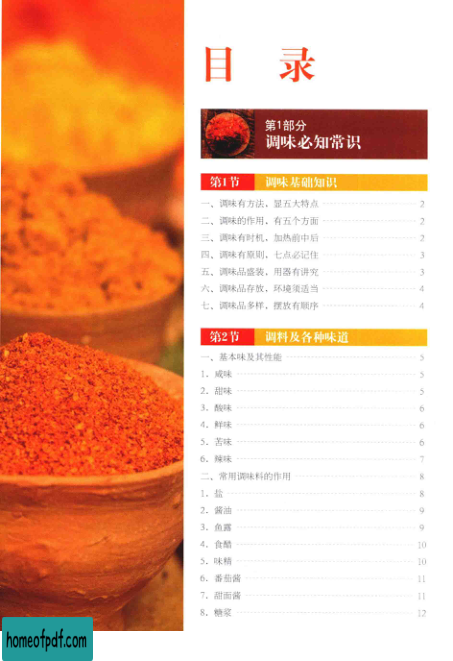 目 录
第1部分
调味必知常识
第1节 调味基础知识
一、调味有方法，显五大特点 2
二、调味的作用，有五个方面 2
三、调味有时机，加热前中后 2
四、调味有原则，七点必记住 3
五、调味品盛装，用器有讲究 3
六、调味品存放，环境要适当 4
七、调味品多样，摆放有顺序 4
第2节 调料及各种味道
一、基本味及其性能 5
1．咸味 5
2．甜味 5
3．酸味 6
4．鲜味 6
5．苦味 6
6．辣味 7
二、常用调味料的作用 8
1．盐 8
2．酱油 9
3．鱼露 9
4．食醋 10
5．味精 10
6．番茄酱 11
7．甜面酱 11
8．糖浆 12
homeofpdf.com